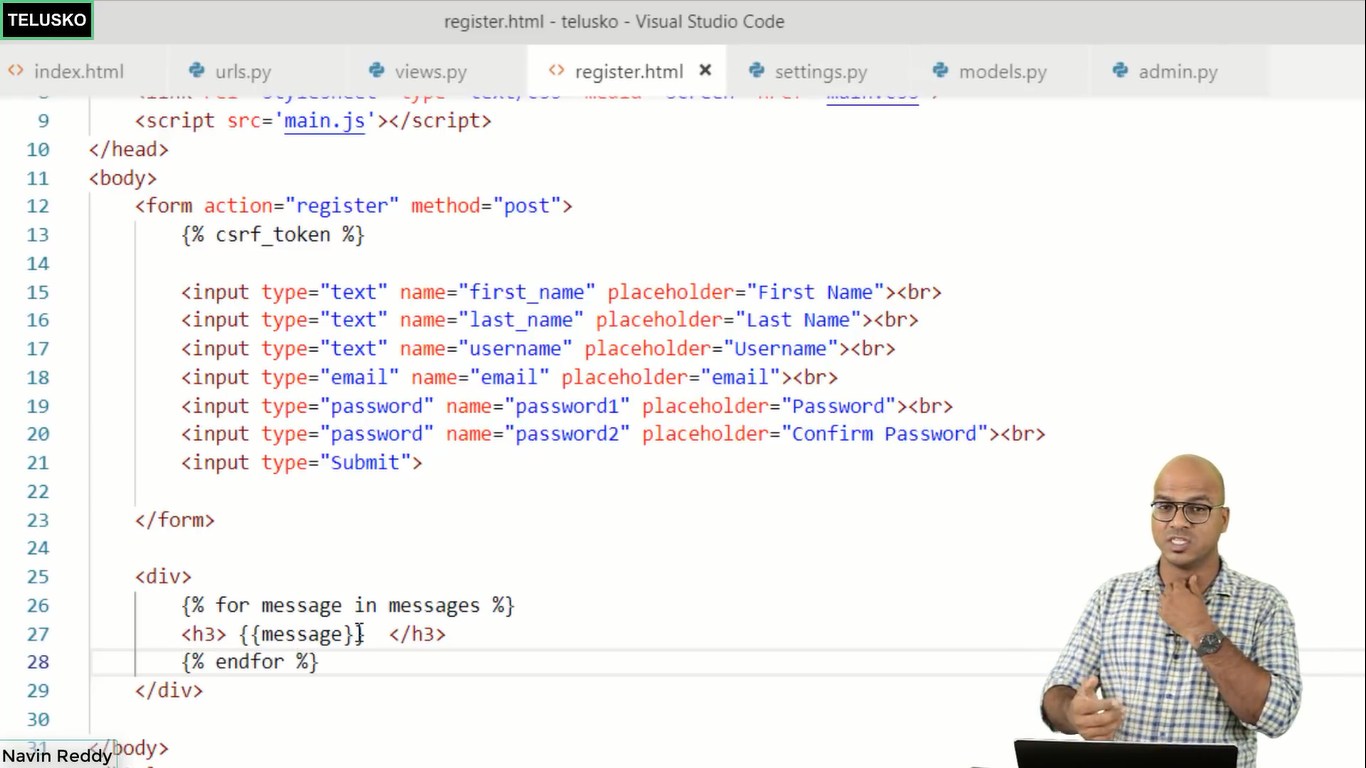 TELUSKO
register.html - telusko - Visual Studio Code
index.html urls.py views.py register.html × settings.py models.py admin.py
9 <script src='main.js'></script>
10 </head>
11 <body>
12 <form action="register" method="post">
13 {% csrf_token %}
14
15 <input type="text" name="first_name" placeholder="First Name"><br>
16 <input type="text" name="last_name" placeholder="Last Name"><br>
17 <input type="text" name="username" placeholder="Username"><br>
18 <input type="email" name="email" placeholder="email"><br>
19 <input type="password" name="password1" placeholder="Password"><br>
20 <input type="password" name="password2" placeholder="Confirm Password"><br>
21 <input type="Submit">
22
23 </form>
24
25 <div>
26 {% for message in messages %}
27 <h3> {{message}} </h3>
28 {% endfor %}
29 </div>
30
31 </body>
Navin Reddy